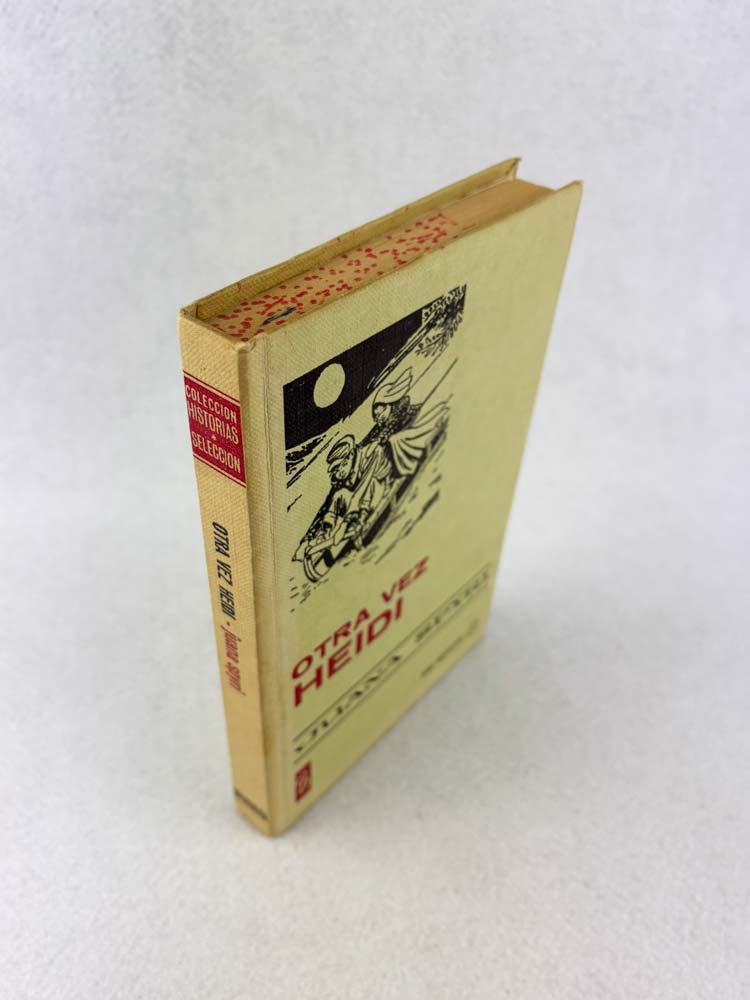 COLECCION
HISTORIAS
SELECCION
OTRA VEZ HEIDI - juana spyri
OTRA VEZ
HEIDI
JUANA SPYRI